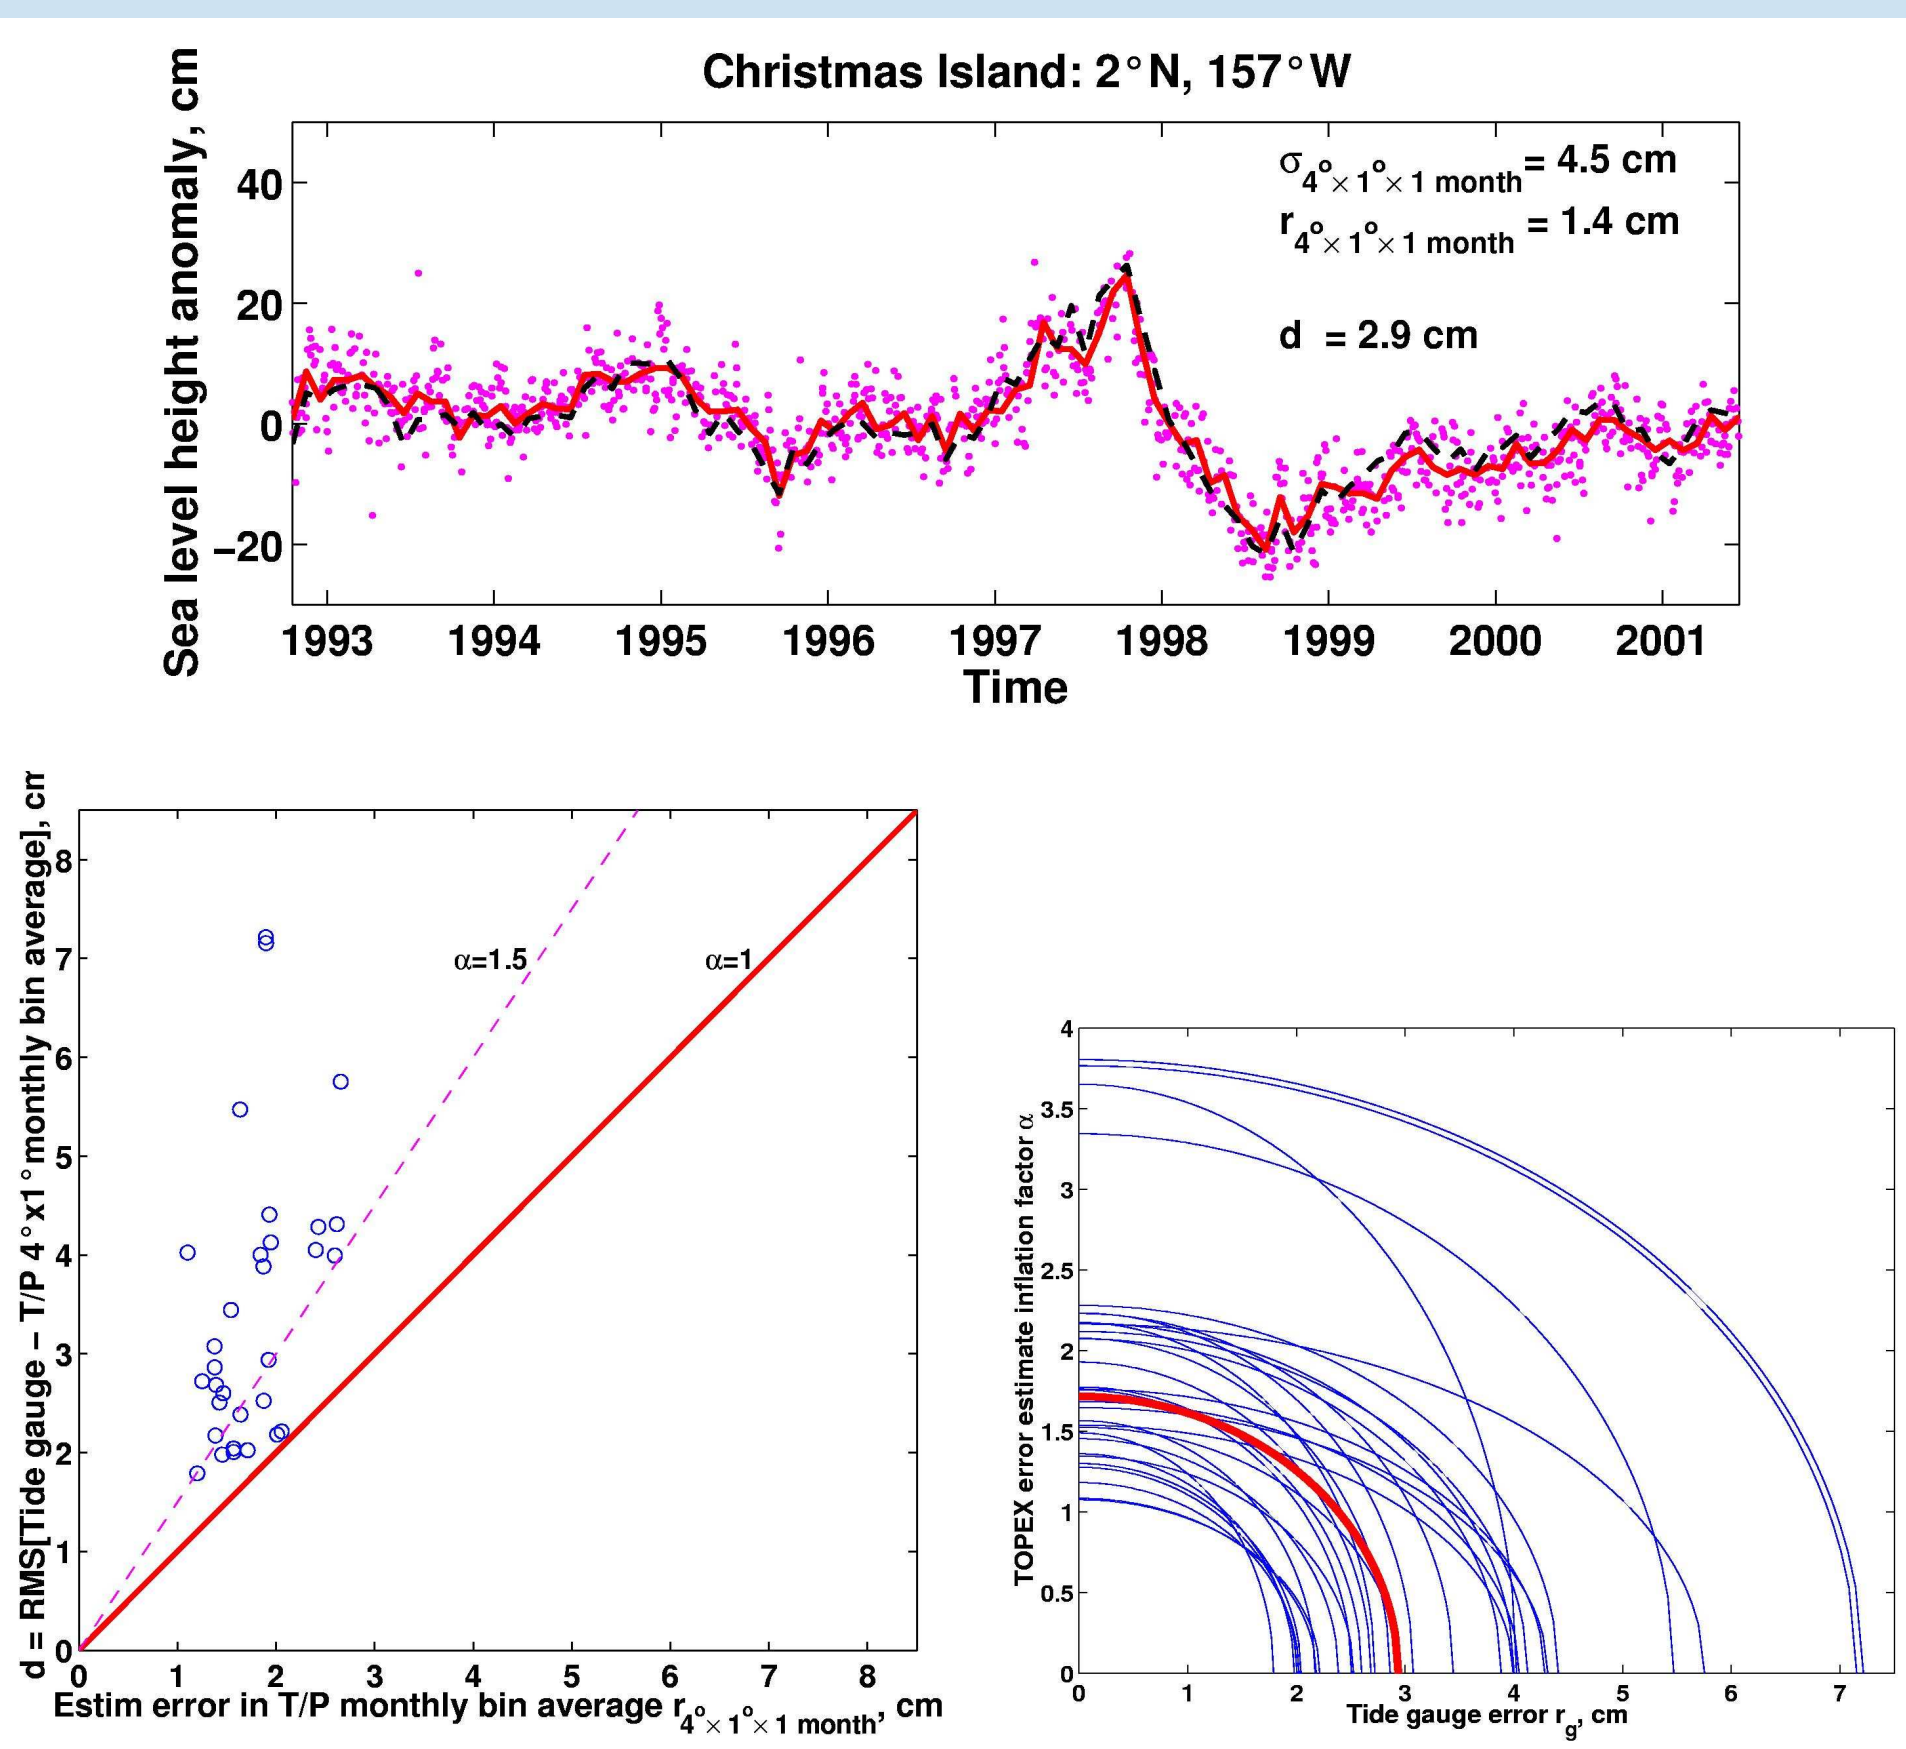 Christmas Island: 2°N, 157°W
Sea level height anomaly, cm
40
20
0
−20
σ4°×1°×1 month = 4.5 cm
r4°×1°×1 month = 1.4 cm
d = 2.9 cm
1993 1994 1995 1996 1997 1998 1999 2000 2001
Time
d = RMS[Tide gauge − T/P 4°x1° monthly bin average], cm
8
7
6
5
4
3
2
1
0
α=1.5
α=1
0 1 2 3 4 5 6 7 8
Estim error in T/P monthly bin average r4°×1°×1 month, cm
TOPEX error estimate inflation factor α
4
3.5
3
2.5
2
1.5
1
0.5
0
0 1 2 3 4 5 6 7
Tide gauge error rg, cm